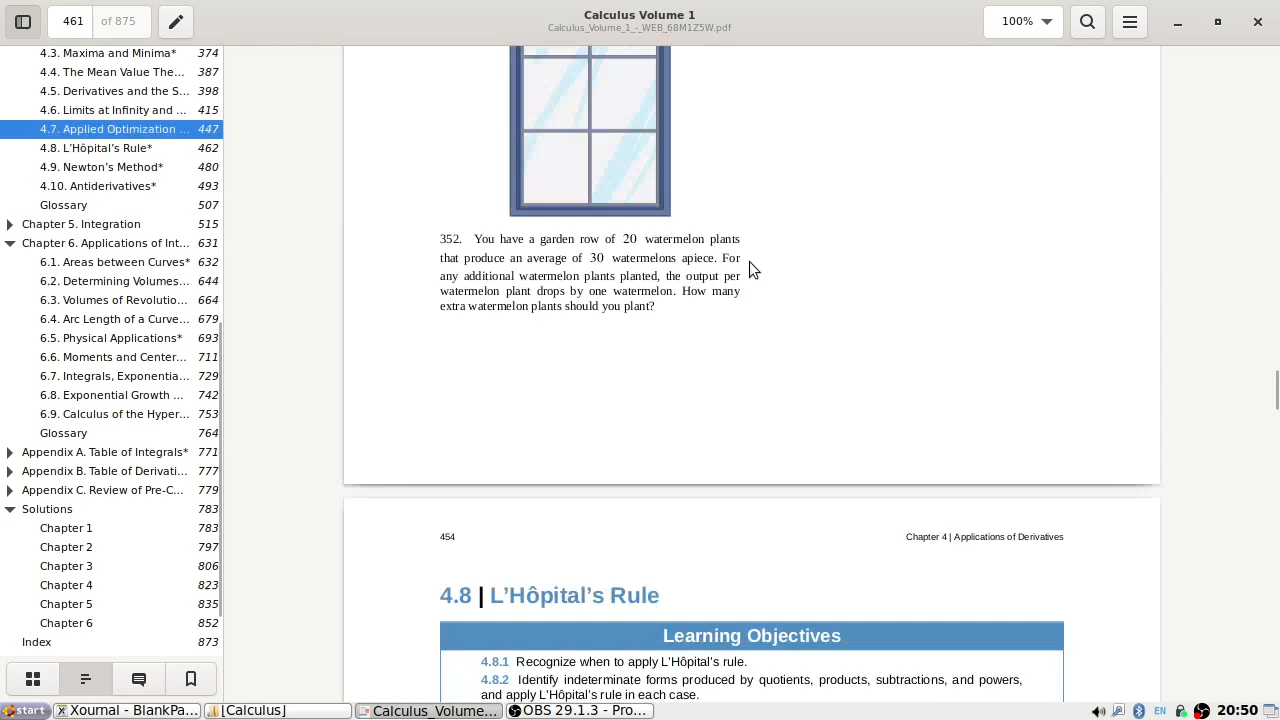 461 of 875
Calculus Volume 1
Calculus_Volume_1_-_WEB_68M1Z5W.pdf
100%
4.3. Maxima and Minima* 374
4.4. The Mean Value The... 387
4.5. Derivatives and the S... 398
4.6. Limits at Infinity and ... 415
4.7. Applied Optimization ... 447
4.8. L’Hôpital’s Rule* 462
4.9. Newton’s Method* 480
4.10. Antiderivatives* 493
Glossary 507
Chapter 5. Integration 515
Chapter 6. Applications of Int... 631
6.1. Areas between Curves* 632
6.2. Determining Volumes... 644
6.3. Volumes of Revolutio... 664
6.4. Arc Length of a Curve... 679
6.5. Physical Applications* 693
6.6. Moments and Center... 711
6.7. Integrals, Exponentia... 729
6.8. Exponential Growth ... 742
6.9. Calculus of the Hyper... 753
Glossary 764
Appendix A. Table of Integrals* 771
Appendix B. Table of Derivati... 777
Appendix C. Review of Pre-C... 779
Solutions 783
Chapter 1 783
Chapter 2 797
Chapter 3 806
Chapter 4 823
Chapter 5 835
Chapter 6 852
Index 873
352. You have a garden row of 20 watermelon plants
that produce an average of 30 watermelons apiece. For
any additional watermelon plants planted, the output per
watermelon plant drops by one watermelon. How many
extra watermelon plants should you plant?
454 Chapter 4 | Applications of Derivatives
4.8 | L’Hôpital’s Rule
Learning Objectives
4.8.1 Recognize when to apply L’Hôpital’s rule.
4.8.2 Identify indeterminate forms produced by quotients, products, subtractions, and powers,
and apply L’Hôpital’s rule in each case.
start Xournal - BlankPa... [Calculus] Calculus_Volume... OBS 29.1.3 - Pro... EN 20:50